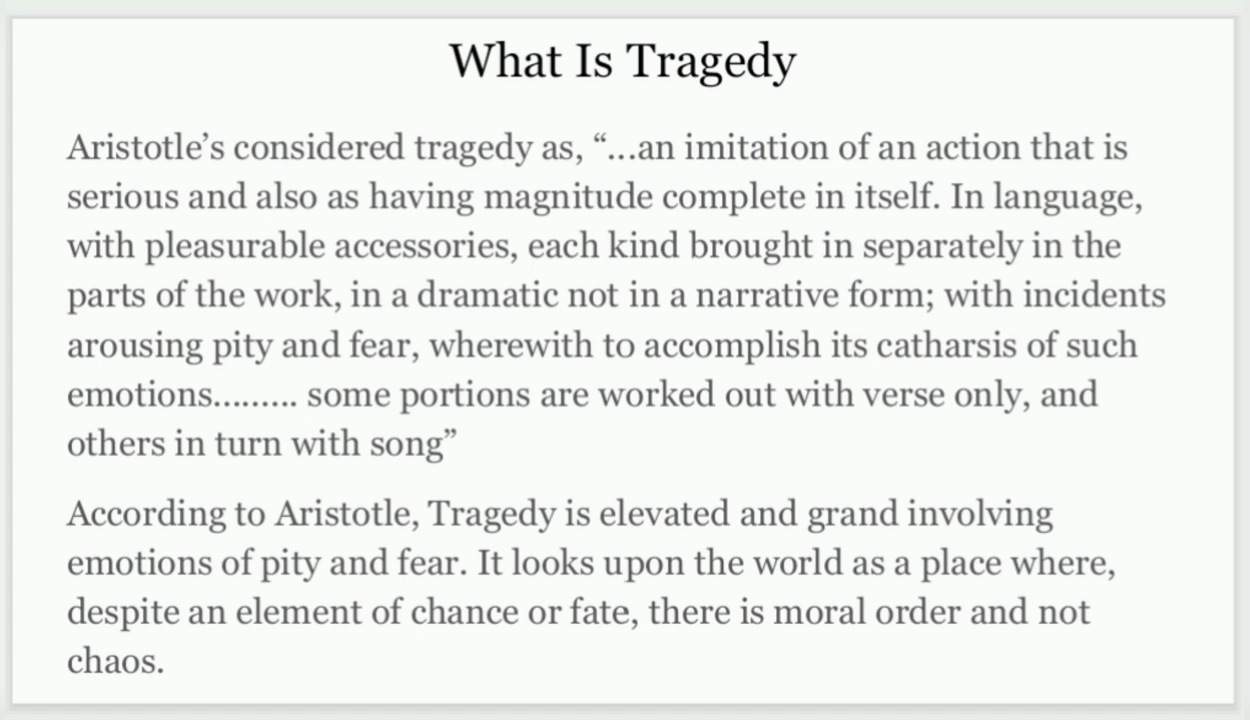 What Is Tragedy
Aristotle’s considered tragedy as, “...an imitation of an action that is
serious and also as having magnitude complete in itself. In language,
with pleasurable accessories, each kind brought in separately in the
parts of the work, in a dramatic not in a narrative form; with incidents
arousing pity and fear, wherewith to accomplish its catharsis of such
emotions......... some portions are worked out with verse only, and
others in turn with song”
According to Aristotle, Tragedy is elevated and grand involving
emotions of pity and fear. It looks upon the world as a place where,
despite an element of chance or fate, there is moral order and not
chaos.